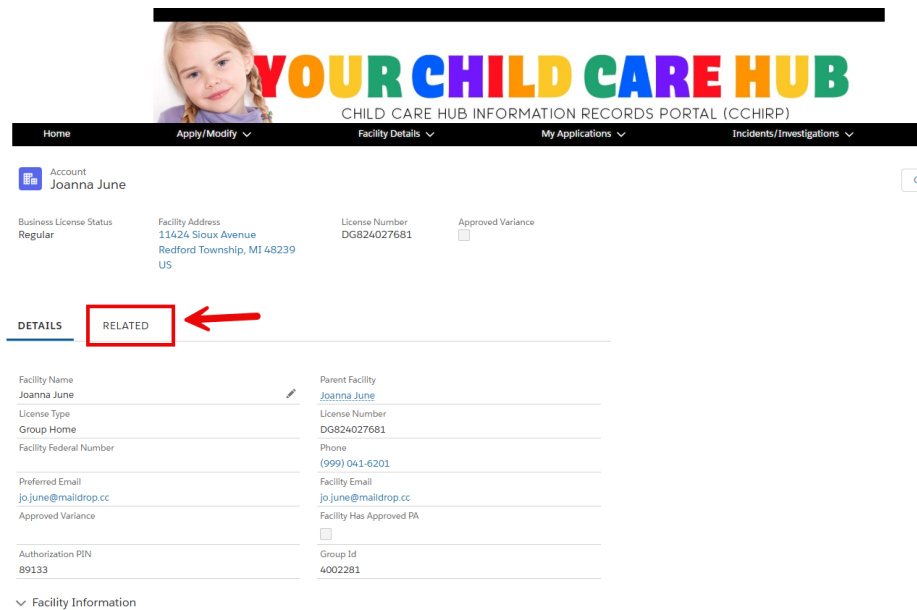 YOUR CHILD CARE HUB
CHILD CARE HUB INFORMATION RECORDS PORTAL (CCHIRP)
Home Apply/Modify Facility Details My Applications Incidents/Investigations
Account
Joanna June
Business License Status Facility Address License Number Approved Variance
Regular 11424 Sioux Avenue DG824027681
Redford Township, MI 48239
US
DETAILS RELATED
Facility Name Parent Facility
Joanna June Joanna June
License Type License Number
Group Home DG824027681
Facility Federal Number Phone
(999) 041-6201
Preferred Email Facility Email
jo.june@maildrop.cc jo.june@maildrop.cc
Approved Variance Facility Has Approved PA
Authorization PIN Group Id
89133 4002281
Facility Information